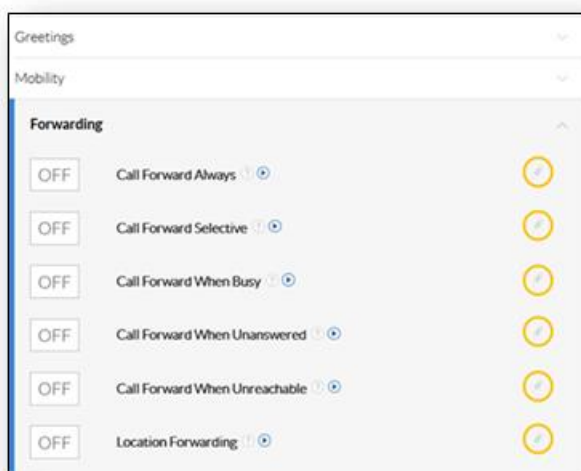 Greetings
Mobility
Forwarding
OFF Call Forward Always ?
OFF Call Forward Selective ?
OFF Call Forward When Busy ?
OFF Call Forward When Unanswered ?
OFF Call Forward When Unreachable ?
OFF Location Forwarding ?